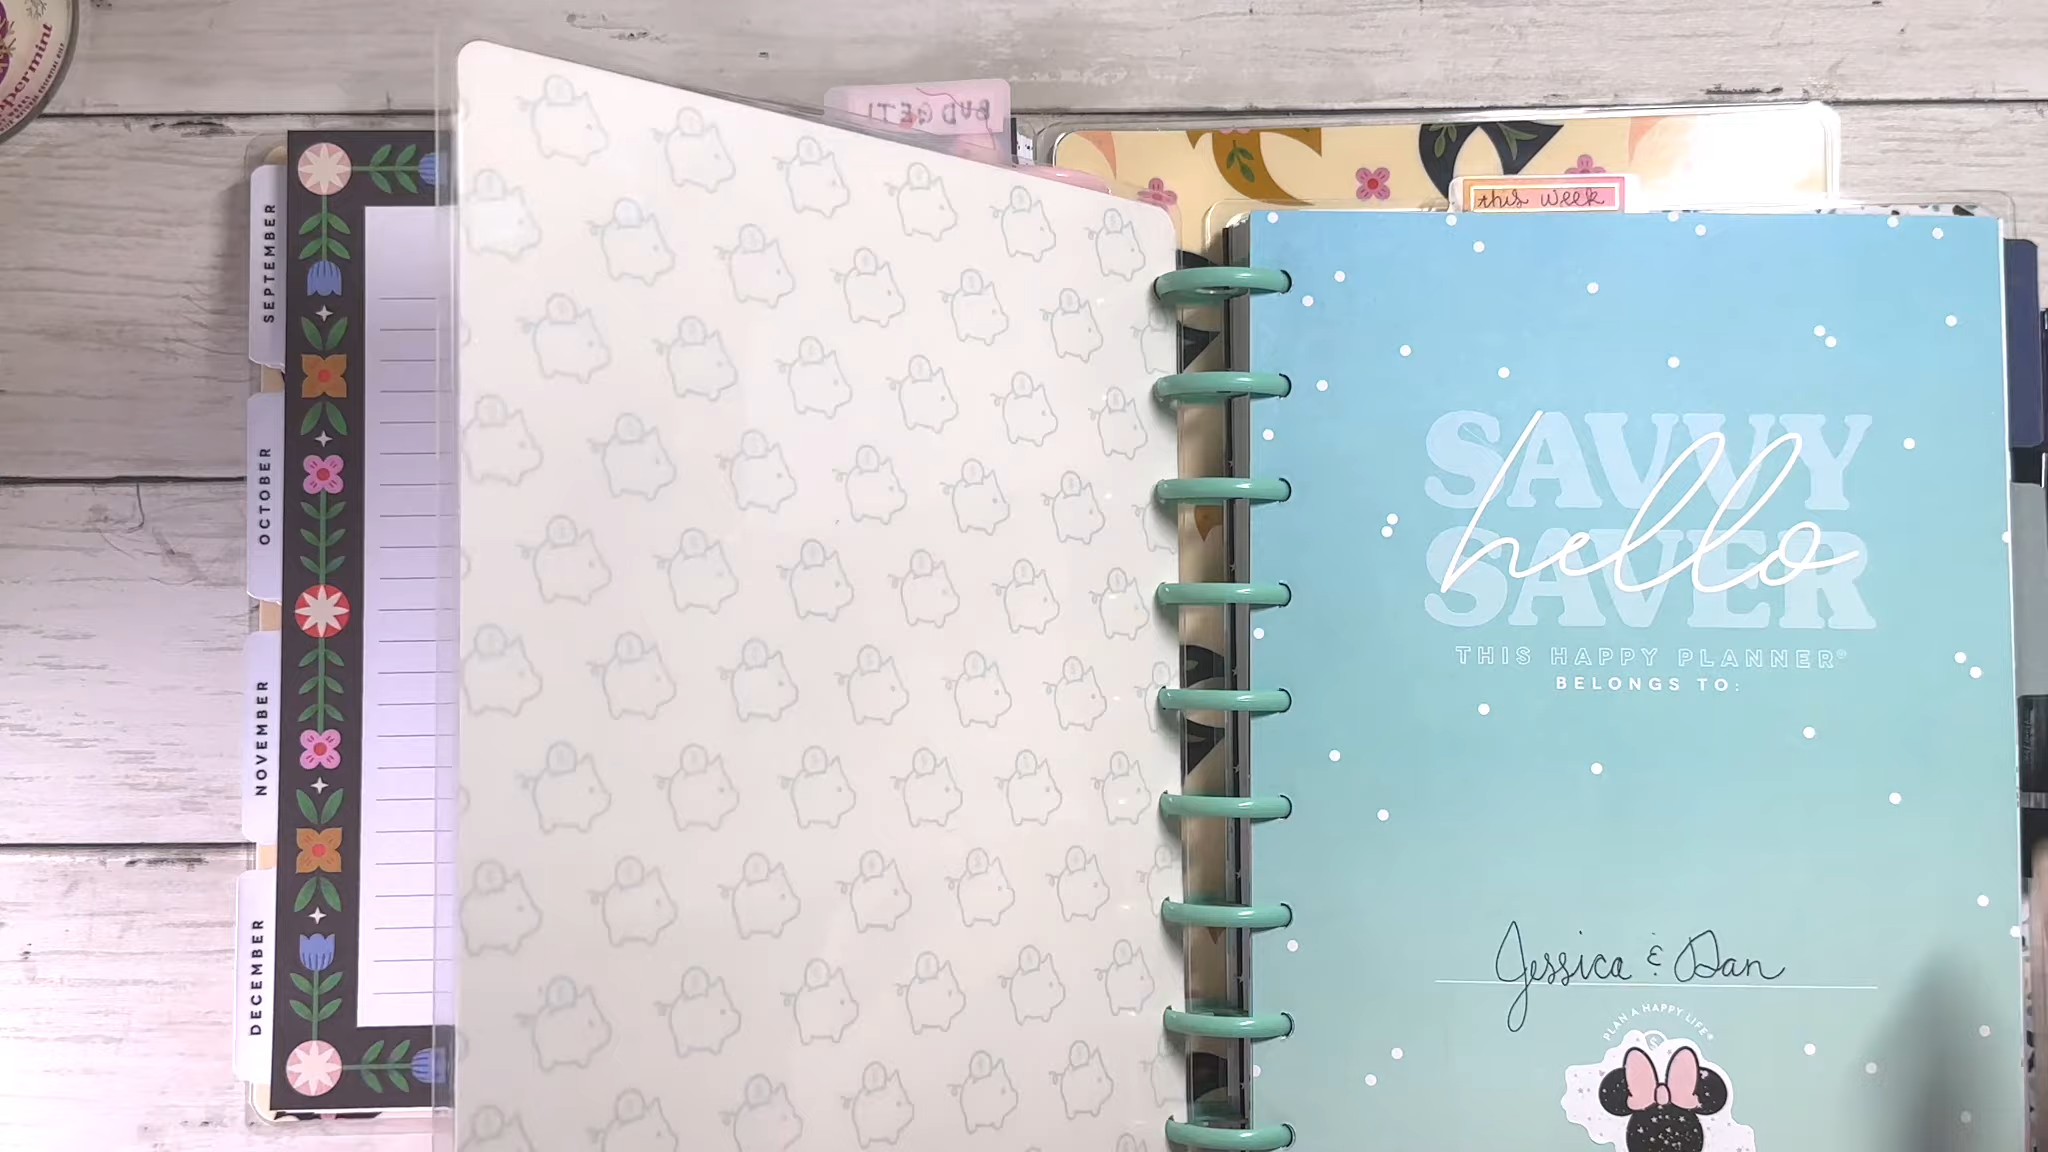 BUDGET!
this week
SEPTEMBER
OCTOBER
NOVEMBER
DECEMBER
SAVVY
hello
SAVER
THIS HAPPY PLANNER®
BELONGS TO:
Jessica & Dan
PLAN A HAPPY LIFE®